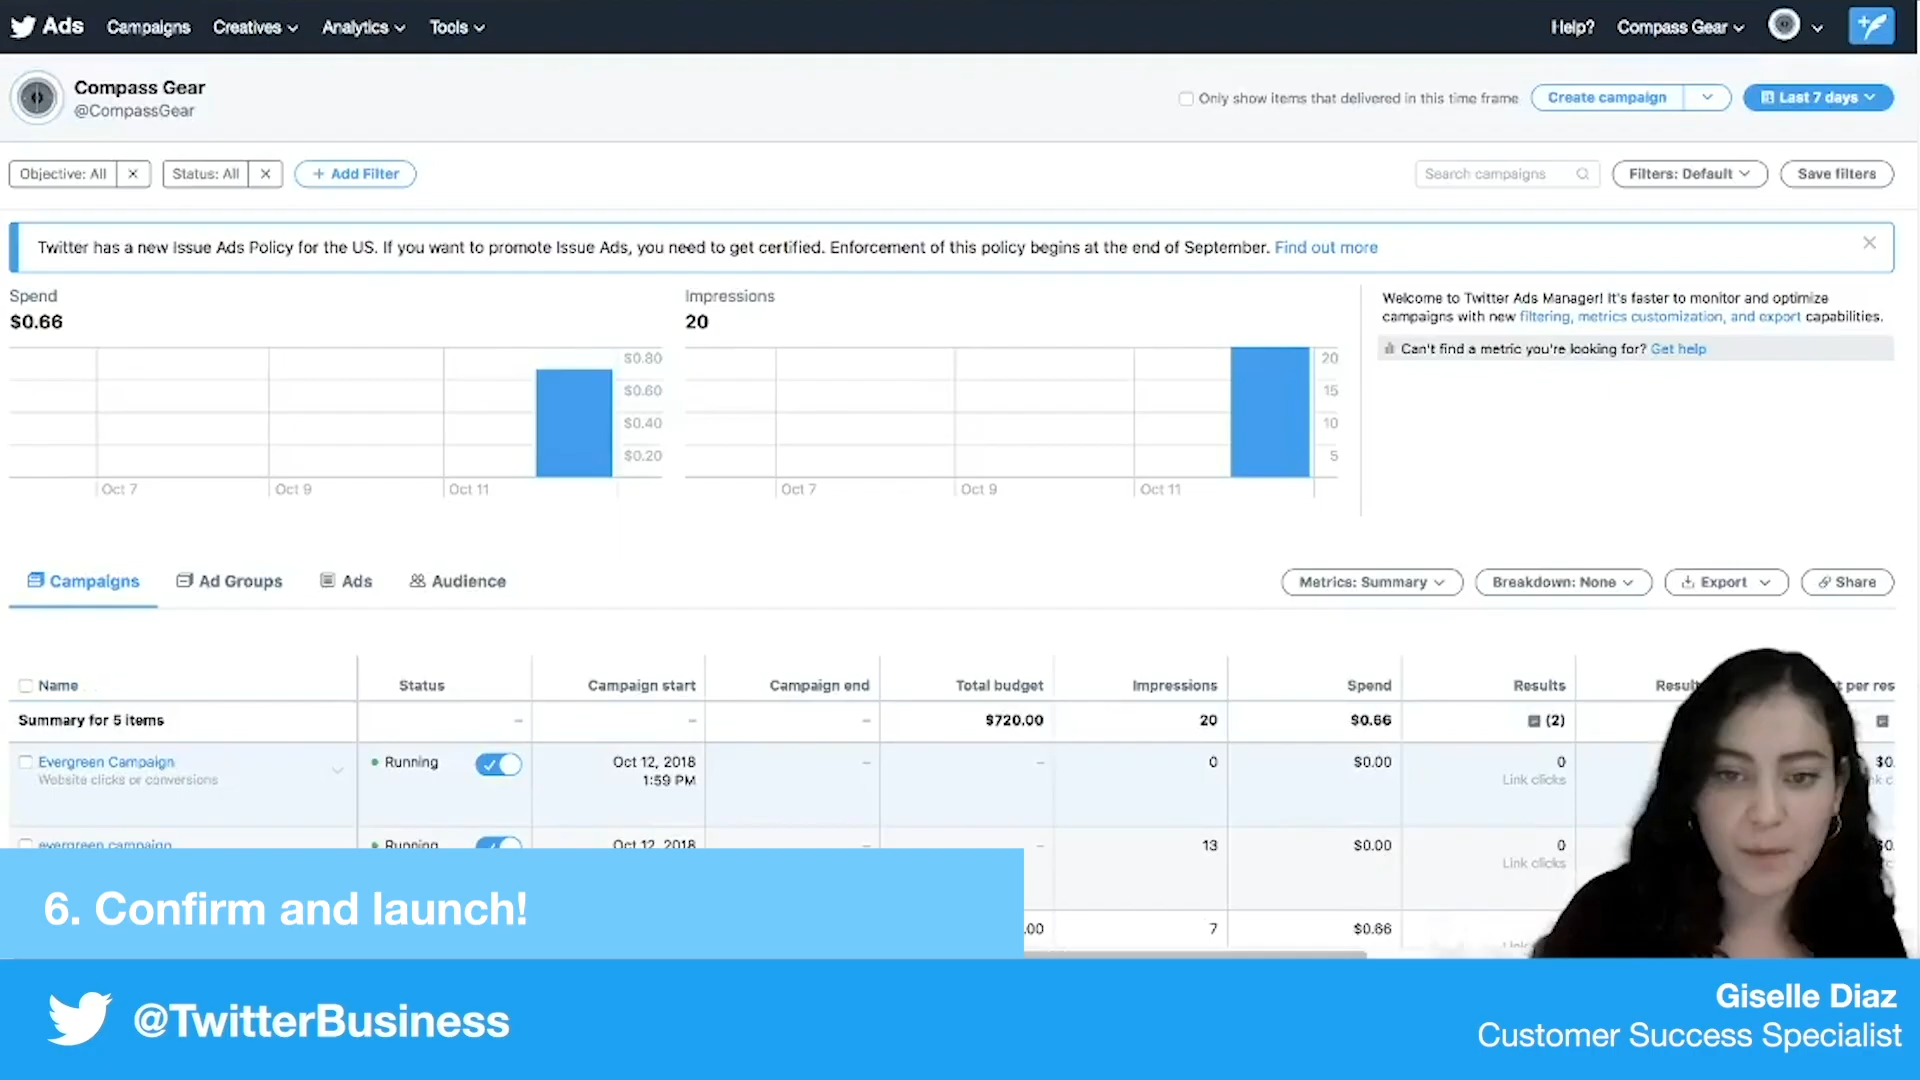 Ads Campaigns Creatives Analytics Tools Help? Compass Gear
Compass Gear
@CompassGear
Only show items that delivered in this time frame Create campaign Last 7 days
Objective: All × Status: All × + Add Filter Search campaigns Filters: Default Save filters
Twitter has a new Issue Ads Policy for the US. If you want to promote Issue Ads, you need to get certified. Enforcement of this policy begins at the end of September. Find out more
Spend
$0.66
$0.80
$0.60
$0.40
$0.20
Oct 7 Oct 9 Oct 11
Impressions
20
20
15
10
5
Oct 7 Oct 9 Oct 11
Welcome to Twitter Ads Manager! It's faster to monitor and optimize
campaigns with new filtering, metrics customization, and export capabilities.
Can't find a metric you're looking for? Get help
Campaigns Ad Groups Ads Audience Metrics: Summary Breakdown: None Export Share
Name Status Campaign start Campaign end Total budget Impressions Spend Results
Summary for 5 items – – – $720.00 20 $0.66 (2)
Evergreen Campaign Running Oct 12, 2018 – – 0 $0.00 0
Website clicks or conversions 1:59 PM Link clicks
evergreen campaign Running Oct 12, 2018 – 13 $0.00 0
Link clicks
.00 7 $0.66
6. Confirm and launch!
@TwitterBusiness
Giselle Diaz
Customer Success Specialist